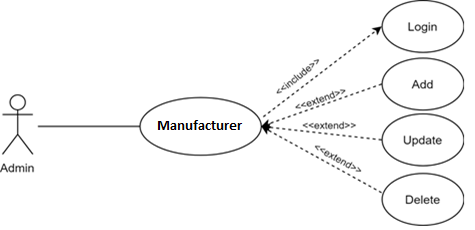 Login
<<include>>
Add
<<extend>>
Manufacturer
<<extend>>
Update
Admin
<<extend>>
Delete